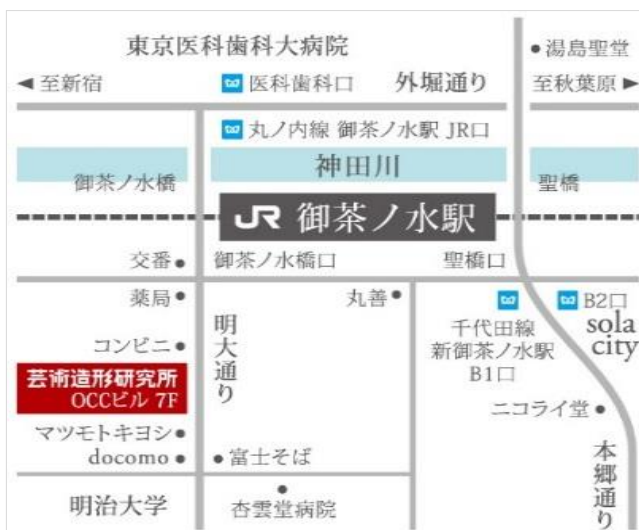 東京医科歯科大病院
● 湯島聖堂
◀ 至新宿
医科歯科口
外堀通り
至秋葉原 ▶
丸ノ内線 御茶ノ水駅 JR口
神田川
御茶ノ水橋
聖橋
JR 御茶ノ水駅
交番●
御茶ノ水橋口
聖橋口
薬局●
丸善●
B2口
sola
city
明大通り
千代田線
新御茶ノ水駅
B1口
コンビニ●
芸術造形研究所
OCCビル 7F
ニコライ堂●
マツモトキヨシ●
docomo●
●富士そば
本郷通り
明治大学
●
杏雲堂病院